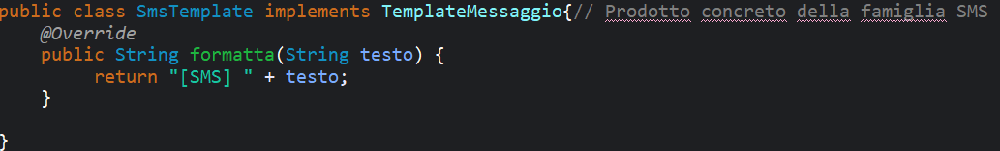 public class SmsTemplate implements TemplateMessaggio{// Prodotto concreto della famiglia SMS
@Override
public String formatta(String testo) {
return "[SMS] " + testo;
}
}